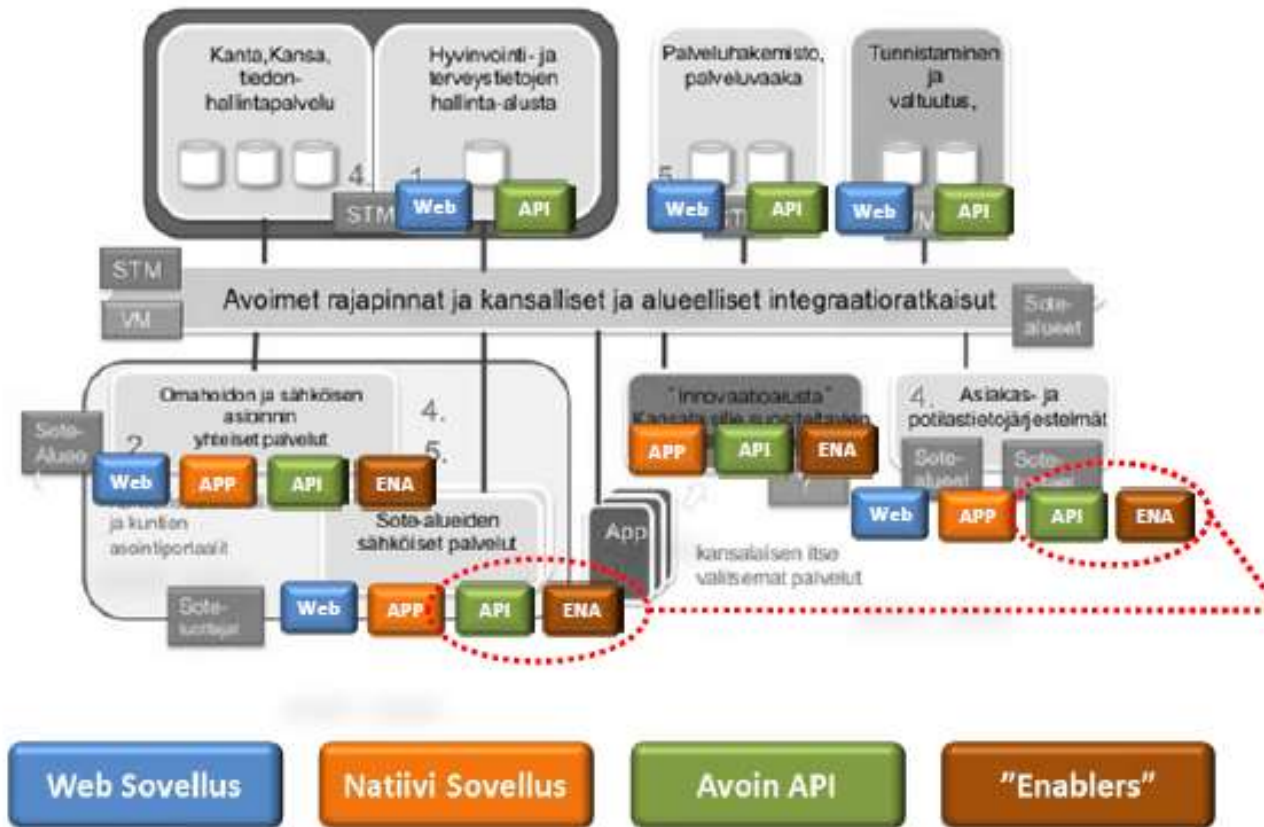 Kanta,Kansa,
tiedon-
hallintapalvelu
4.
Hyvinvointi- ja
terveystietojen
hallinta-alusta
1.
STM
Web
API
Palveluhakemisto,
palveluvaaka
5.
Web
API
Tunnistaminen
ja
valtuutus,
Web
API
STM
VM
Avoimet rajapinnat ja kansalliset ja alueelliset integraatioratkaisut
Sote-
alueet
Omahoidon ja sähköisen
asioinnin
yhteiset palvelut
4.
5.
2.
Sote-
Web
APP
API
ENA
ja kuntien
asiointiportaalit
Sote-alueiden
sähköiset palvelut
Sote-
tuottajat
Web
APP
API
ENA
App
"Innovaatioalusta"
APP
API
ENA
kansalaisen itse
valitsemat palvelut
4.
Asiakas- ja
potilastietojärjestelmät
Sote-
Sote-
Web
APP
API
ENA
Web Sovellus
Natiivi Sovellus
Avoin API
”Enablers”